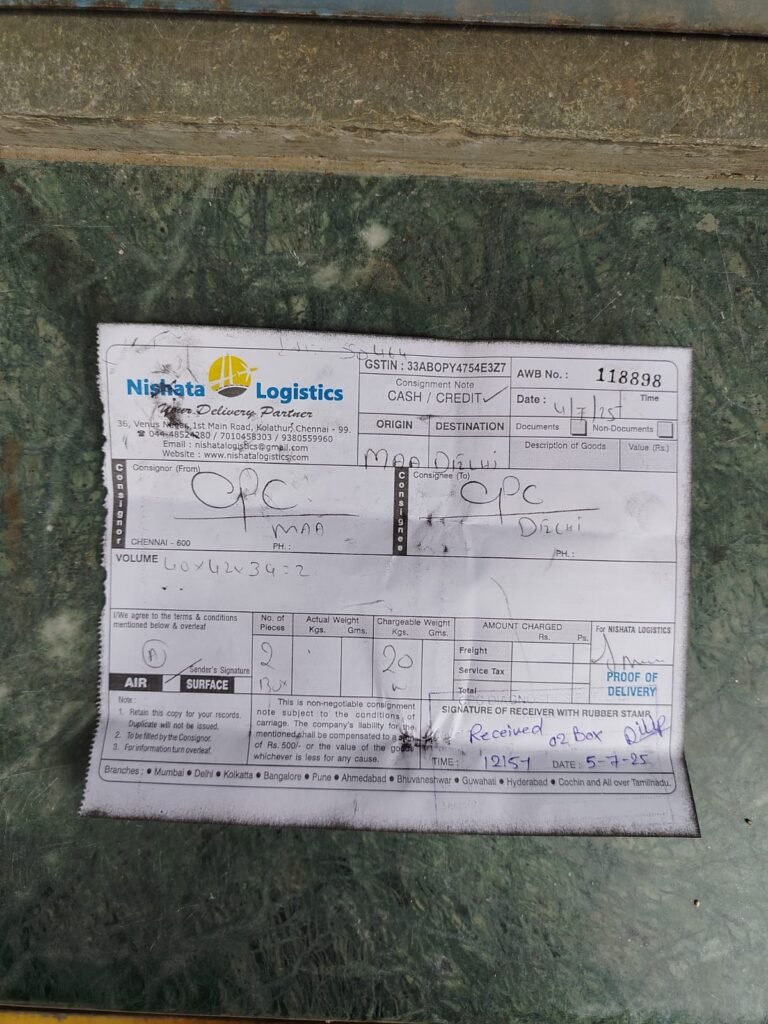 Nishata Logistics
Your Delivery Partner
36, Venus Nagar, 1st Main Road, Kolathur, Chennai - 99.
☎ 044-48524280 / 7010458303 / 9380559960
Email : nishatalogistics@gmail.com
Website : www.nishatalogistics.com
GSTIN : 33ABOPY4754E3Z7
Consignment Note
CASH / CREDIT ✓
AWB No. : 118898
Date : 4/7/25 Time
ORIGIN DESTINATION
MAA DELHI
Documents Non-Documents
Description of Goods Value (Rs.)
Consignor
Consignor (From)
CPC
MAA
CHENNAI - 600 PH. :
Consignee
Consignee (To)
CPC
DELHI
PH. :
VOLUME 40x42x34=2
I/We agree to the terms & conditions
mentioned below & overleaf
A
Sender's Signature
AIR SURFACE
No. of Pieces
2
Box
Actual Weight
Kgs. Gms.
Chargeable Weight
Kgs. Gms.
20
AMOUNT CHARGED
Rs. Ps.
Freight
Service Tax
Total
For NISHATA LOGISTICS
PROOF OF
DELIVERY
Note :
1. Retain this copy for your records.
Duplicate will not be issued.
2. To be filled by the Consignor.
3. For information turn overleaf.
This is non-negotiable consignment
note subject to the conditions of
carriage. The company's liability for the
mentioned shall be compensated to a
of Rs.500/- or the value of the goods
whichever is less for any cause.
SIGNATURE OF RECEIVER WITH RUBBER STAMP
Received 02 Box Dilip
TIME : 12151 DATE : 5-7-25
Branches : • Mumbai • Delhi • Kolkatta • Bangalore • Pune • Ahmedabad • Bhuvaneshwar • Guwahati • Hyderabad • Cochin and All over Tamilnadu.